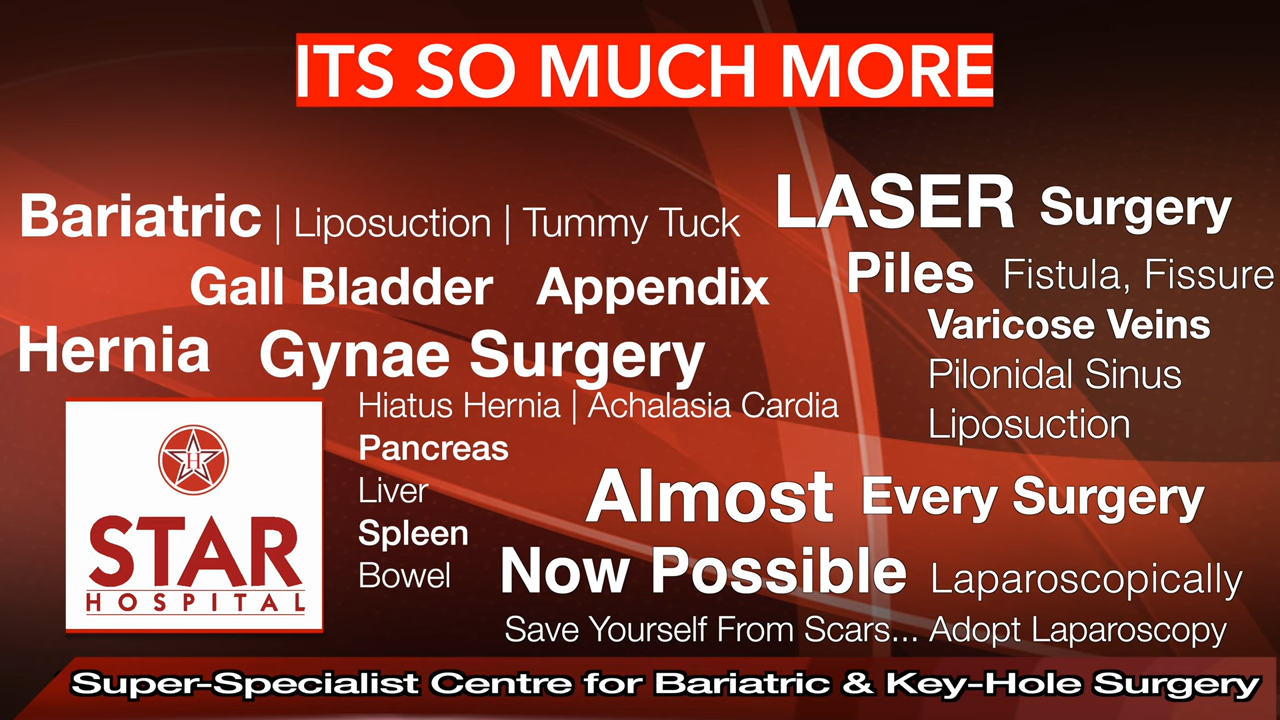 ITS SO MUCH MORE
Bariatric | Liposuction | Tummy Tuck
Gall Bladder Appendix
Hernia Gynae Surgery
Hiatus Hernia | Achalasia Cardia
Pancreas
Liver
Spleen
Bowel
LASER Surgery
Piles Fistula, Fissure
Varicose Veins
Pilonidal Sinus
Liposuction
Almost Every Surgery
Now Possible Laparoscopically
Save Yourself From Scars... Adopt Laparoscopy
H
STAR
HOSPITAL
Super-Specialist Centre for Bariatric & Key-Hole Surgery